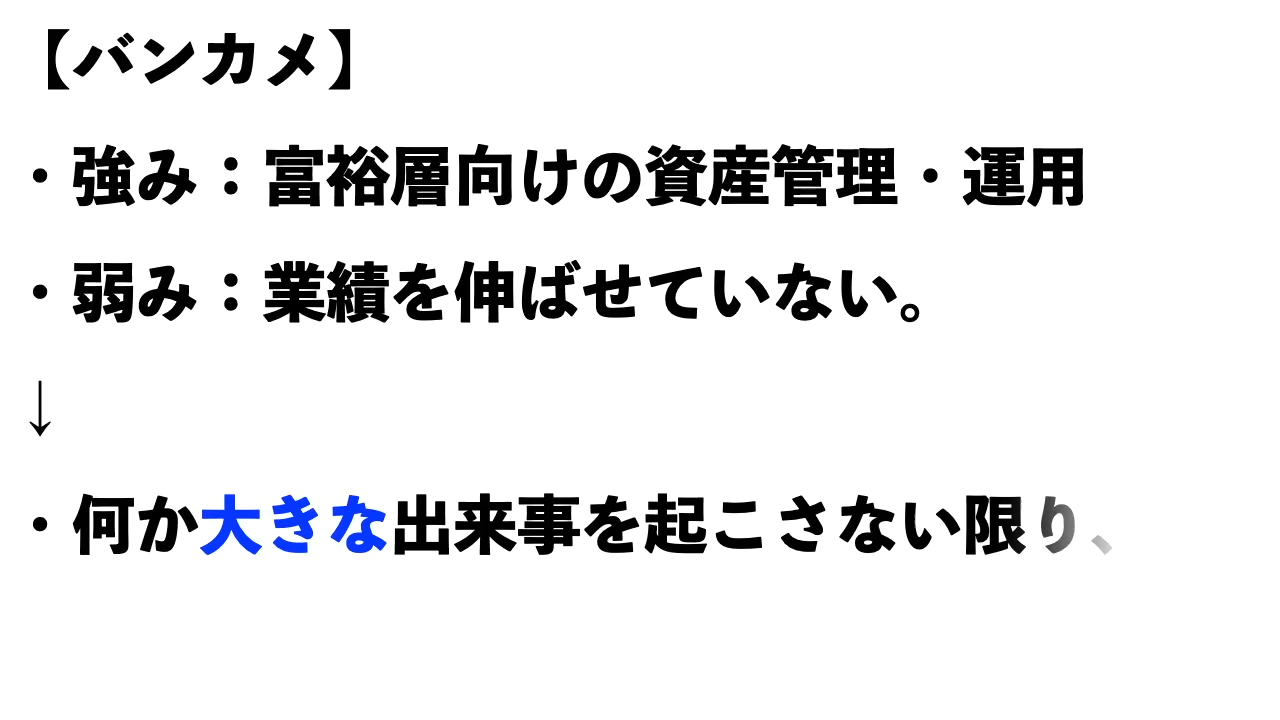 【バンカメ】
・強み：富裕層向けの資産管理・運用
・弱み：業績を伸ばせていない。
↓
・何か大きな出来事を起こさない限り、